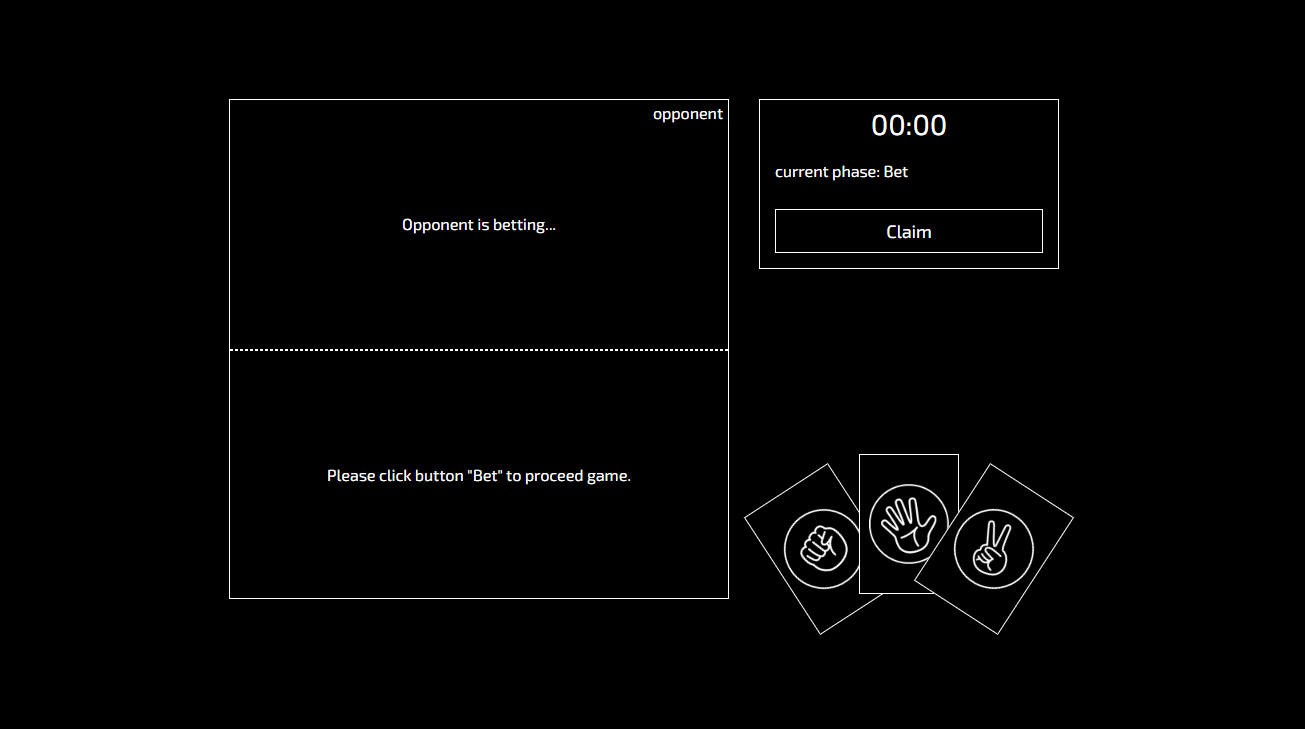 opponent
Opponent is betting...
Please click button "Bet" to proceed game.
00:00
current phase: Bet
Claim